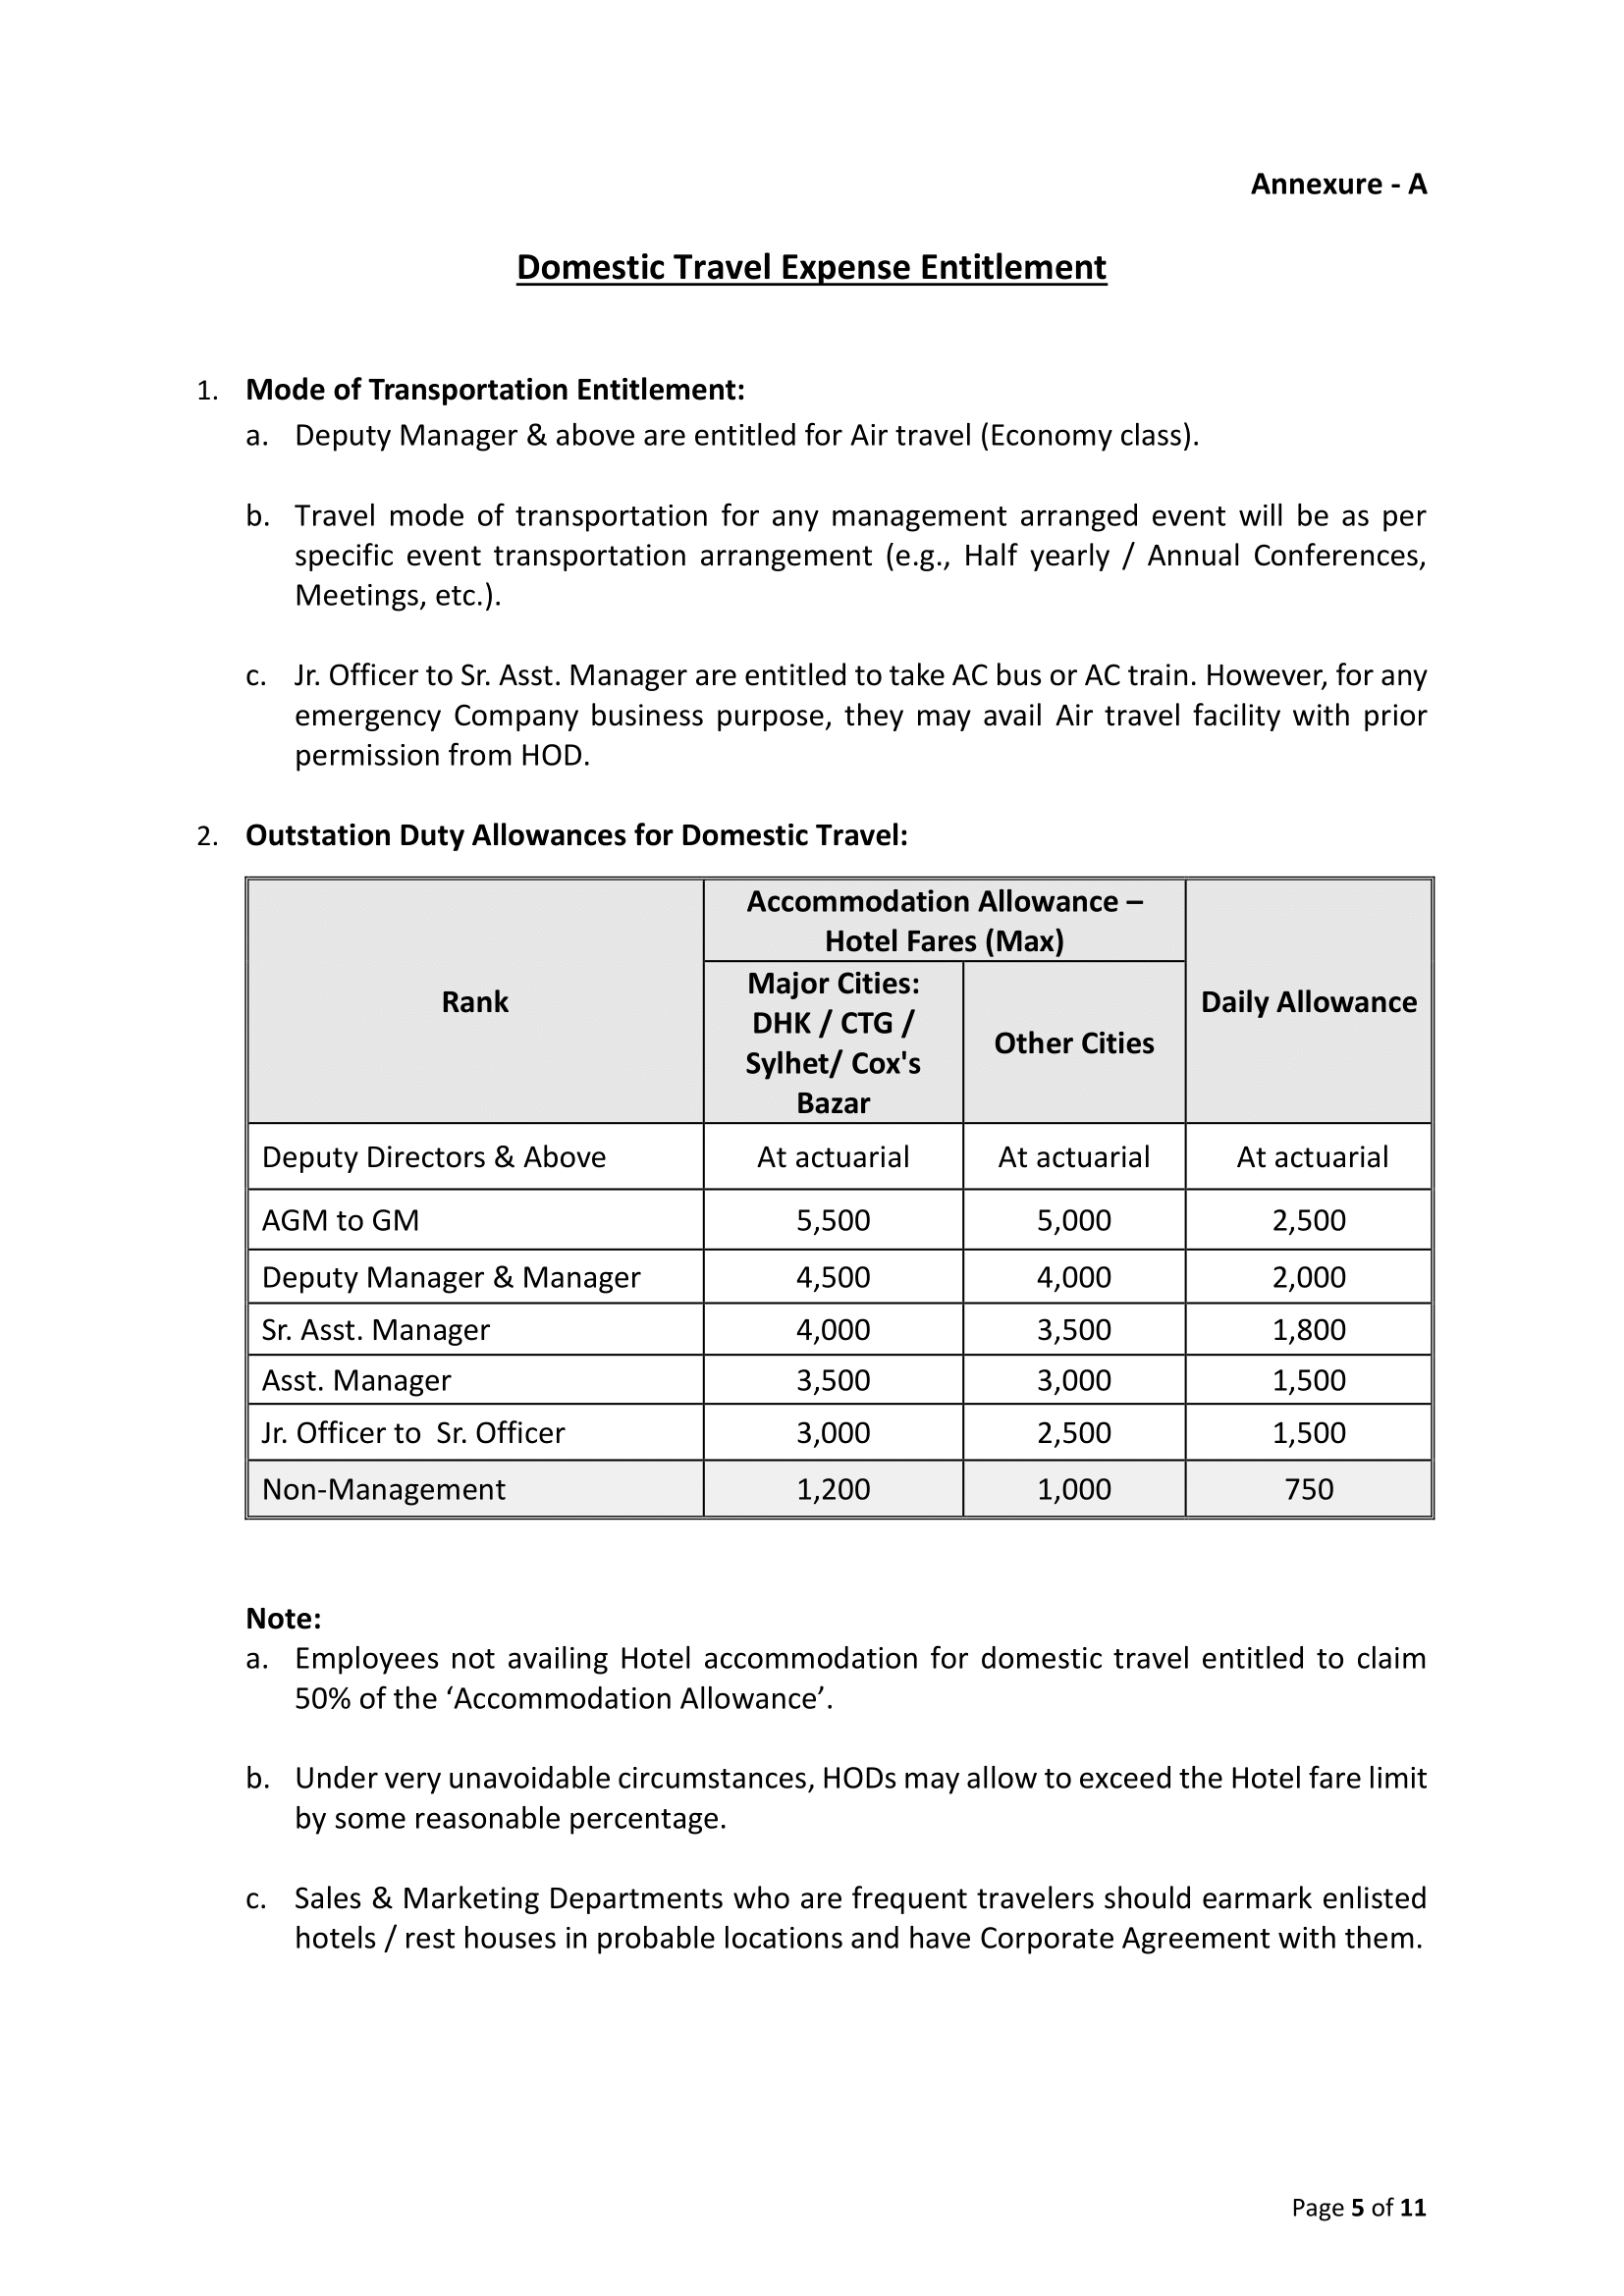 Annexure - A
Domestic Travel Expense Entitlement
1. Mode of Transportation Entitlement:
a. Deputy Manager & above are entitled for Air travel (Economy class).
b. Travel mode of transportation for any management arranged event will be as per
specific event transportation arrangement (e.g., Half yearly / Annual Conferences,
Meetings, etc.).
c. Jr. Officer to Sr. Asst. Manager are entitled to take AC bus or AC train. However, for any
emergency Company business purpose, they may avail Air travel facility with prior
permission from HOD.
2. Outstation Duty Allowances for Domestic Travel:
Rank
Accommodation Allowance –
Hotel Fares (Max)
Daily Allowance
Major Cities:
DHK / CTG /
Sylhet/ Cox's
Bazar
Other Cities
Deputy Directors & Above At actuarial At actuarial At actuarial
AGM to GM 5,500 5,000 2,500
Deputy Manager & Manager 4,500 4,000 2,000
Sr. Asst. Manager 4,000 3,500 1,800
Asst. Manager 3,500 3,000 1,500
Jr. Officer to  Sr. Officer 3,000 2,500 1,500
Non-Management 1,200 1,000 750
Note:
a. Employees not availing Hotel accommodation for domestic travel entitled to claim
50% of the ‘Accommodation Allowance’.
b. Under very unavoidable circumstances, HODs may allow to exceed the Hotel fare limit
by some reasonable percentage.
c. Sales & Marketing Departments who are frequent travelers should earmark enlisted
hotels / rest houses in probable locations and have Corporate Agreement with them.
Page 5 of 11